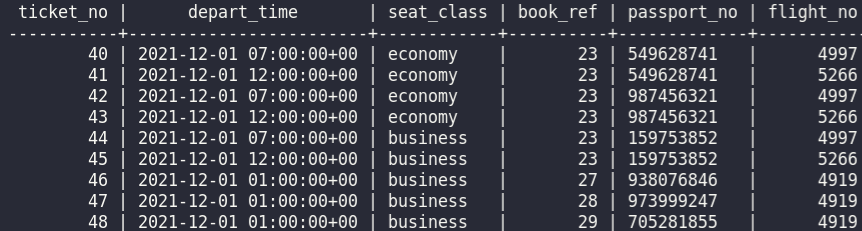 ticket_no |      depart_time       | seat_class | book_ref | passport_no | flight_no
-----------+------------------------+------------+----------+-------------+----------
40 | 2021-12-01 07:00:00+00 | economy    |       23 | 549628741   |      4997
41 | 2021-12-01 12:00:00+00 | economy    |       23 | 549628741   |      5266
42 | 2021-12-01 07:00:00+00 | economy    |       23 | 987456321   |      4997
43 | 2021-12-01 12:00:00+00 | economy    |       23 | 987456321   |      5266
44 | 2021-12-01 07:00:00+00 | business   |       23 | 159753852   |      4997
45 | 2021-12-01 12:00:00+00 | business   |       23 | 159753852   |      5266
46 | 2021-12-01 01:00:00+00 | business   |       27 | 938076846   |      4919
47 | 2021-12-01 01:00:00+00 | business   |       28 | 973999247   |      4919
48 | 2021-12-01 01:00:00+00 | business   |       29 | 705281855   |      4919